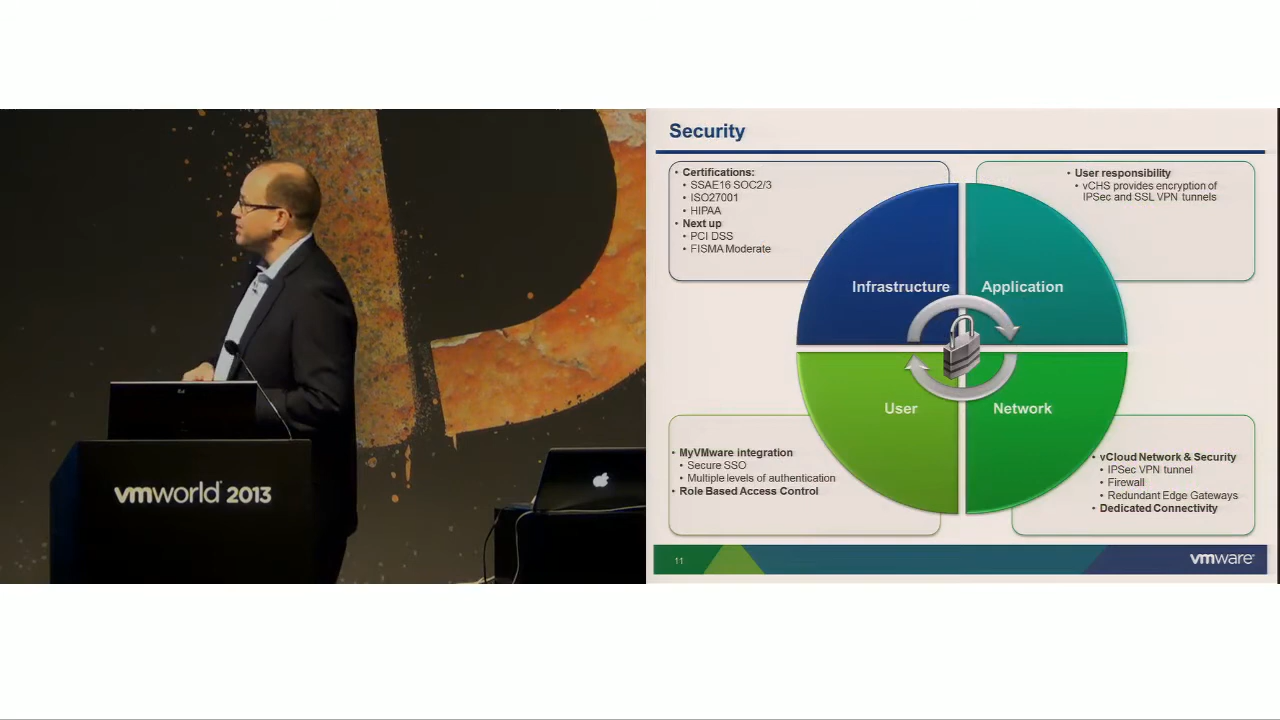 vmworld 2013
Security
• Certifications:
• SSAE16 SOC2/3
• ISO27001
• HIPAA
• Next up
• PCI DSS
• FISMA Moderate
• User responsibility
• vCHS provides encryption of
IPSec and SSL VPN tunnels
Infrastructure
Application
User
Network
• MyVMware integration
• Secure SSO
• Multiple levels of authentication
• Role Based Access Control
• vCloud Network & Security
• IPSec VPN tunnel
• Firewall
• Redundant Edge Gateways
• Dedicated Connectivity
11
vmware®